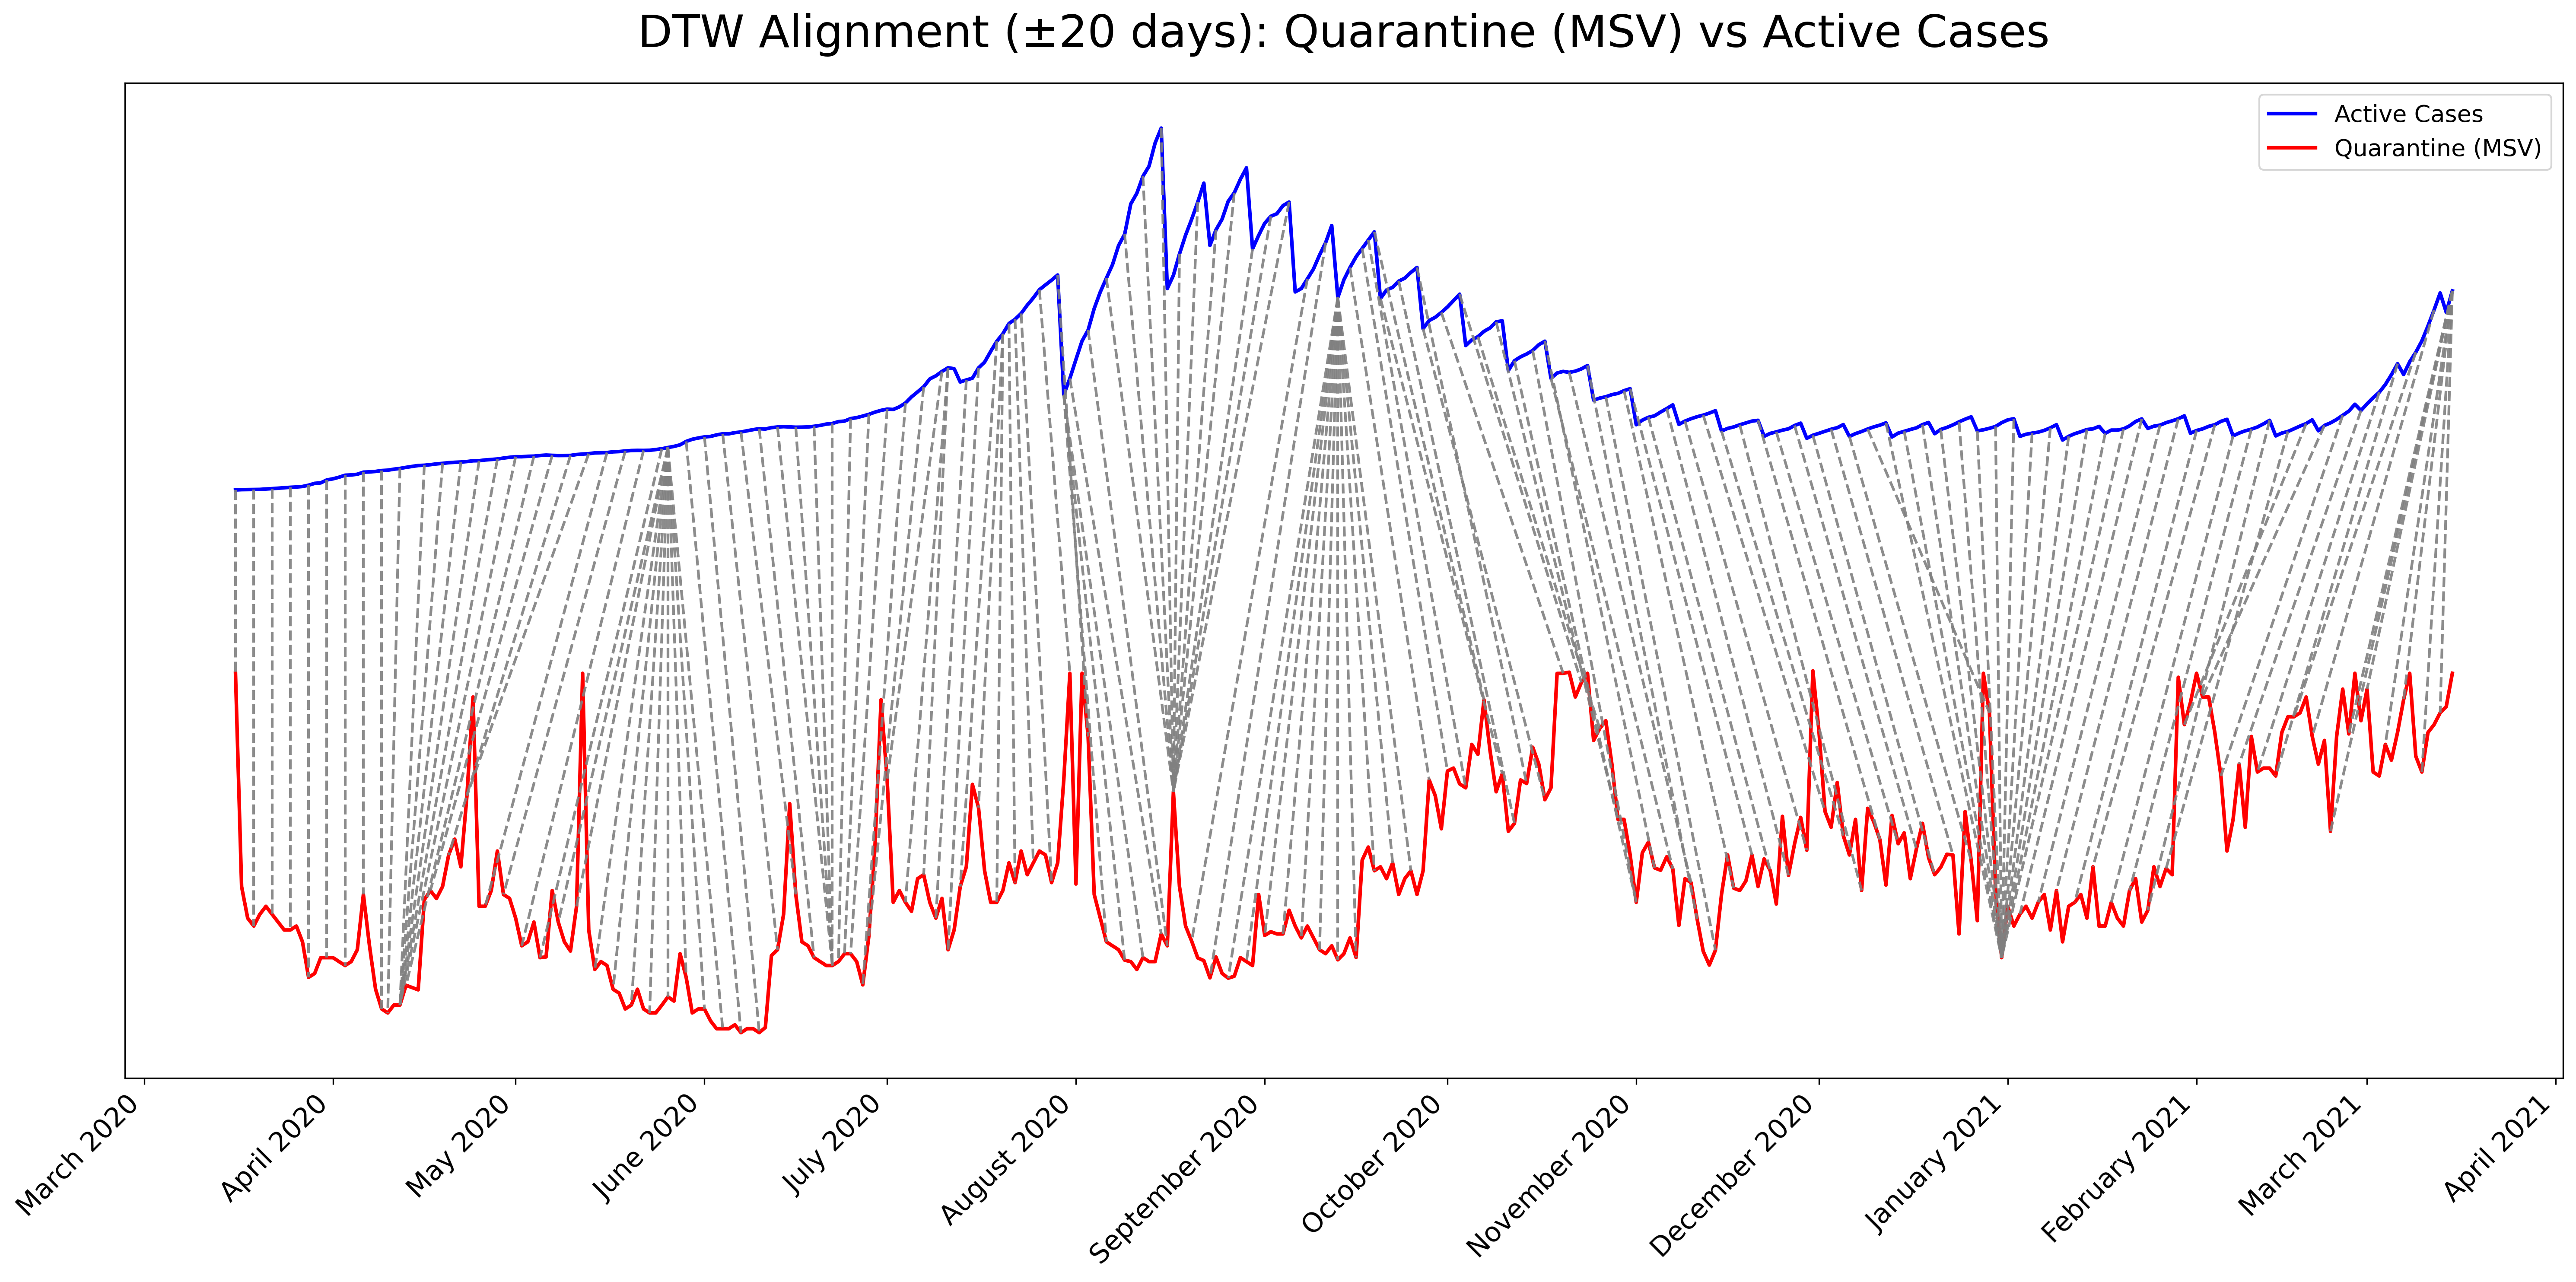 DTW Alignment (±20 days): Quarantine (MSV) vs Active Cases
Active Cases
Quarantine (MSV)
March 2020
April 2020
May 2020
June 2020
July 2020
August 2020
September 2020
October 2020
November 2020
December 2020
January 2021
February 2021
March 2021
April 2021